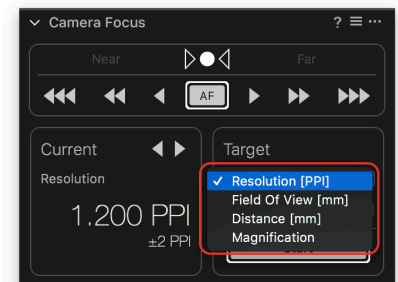 Camera Focus ?
Near Far
AF
Current Target
Resolution
1.200 PPI
±2 PPI
✓ Resolution [PPI]
Field Of View [mm]
Distance [mm]
Magnification